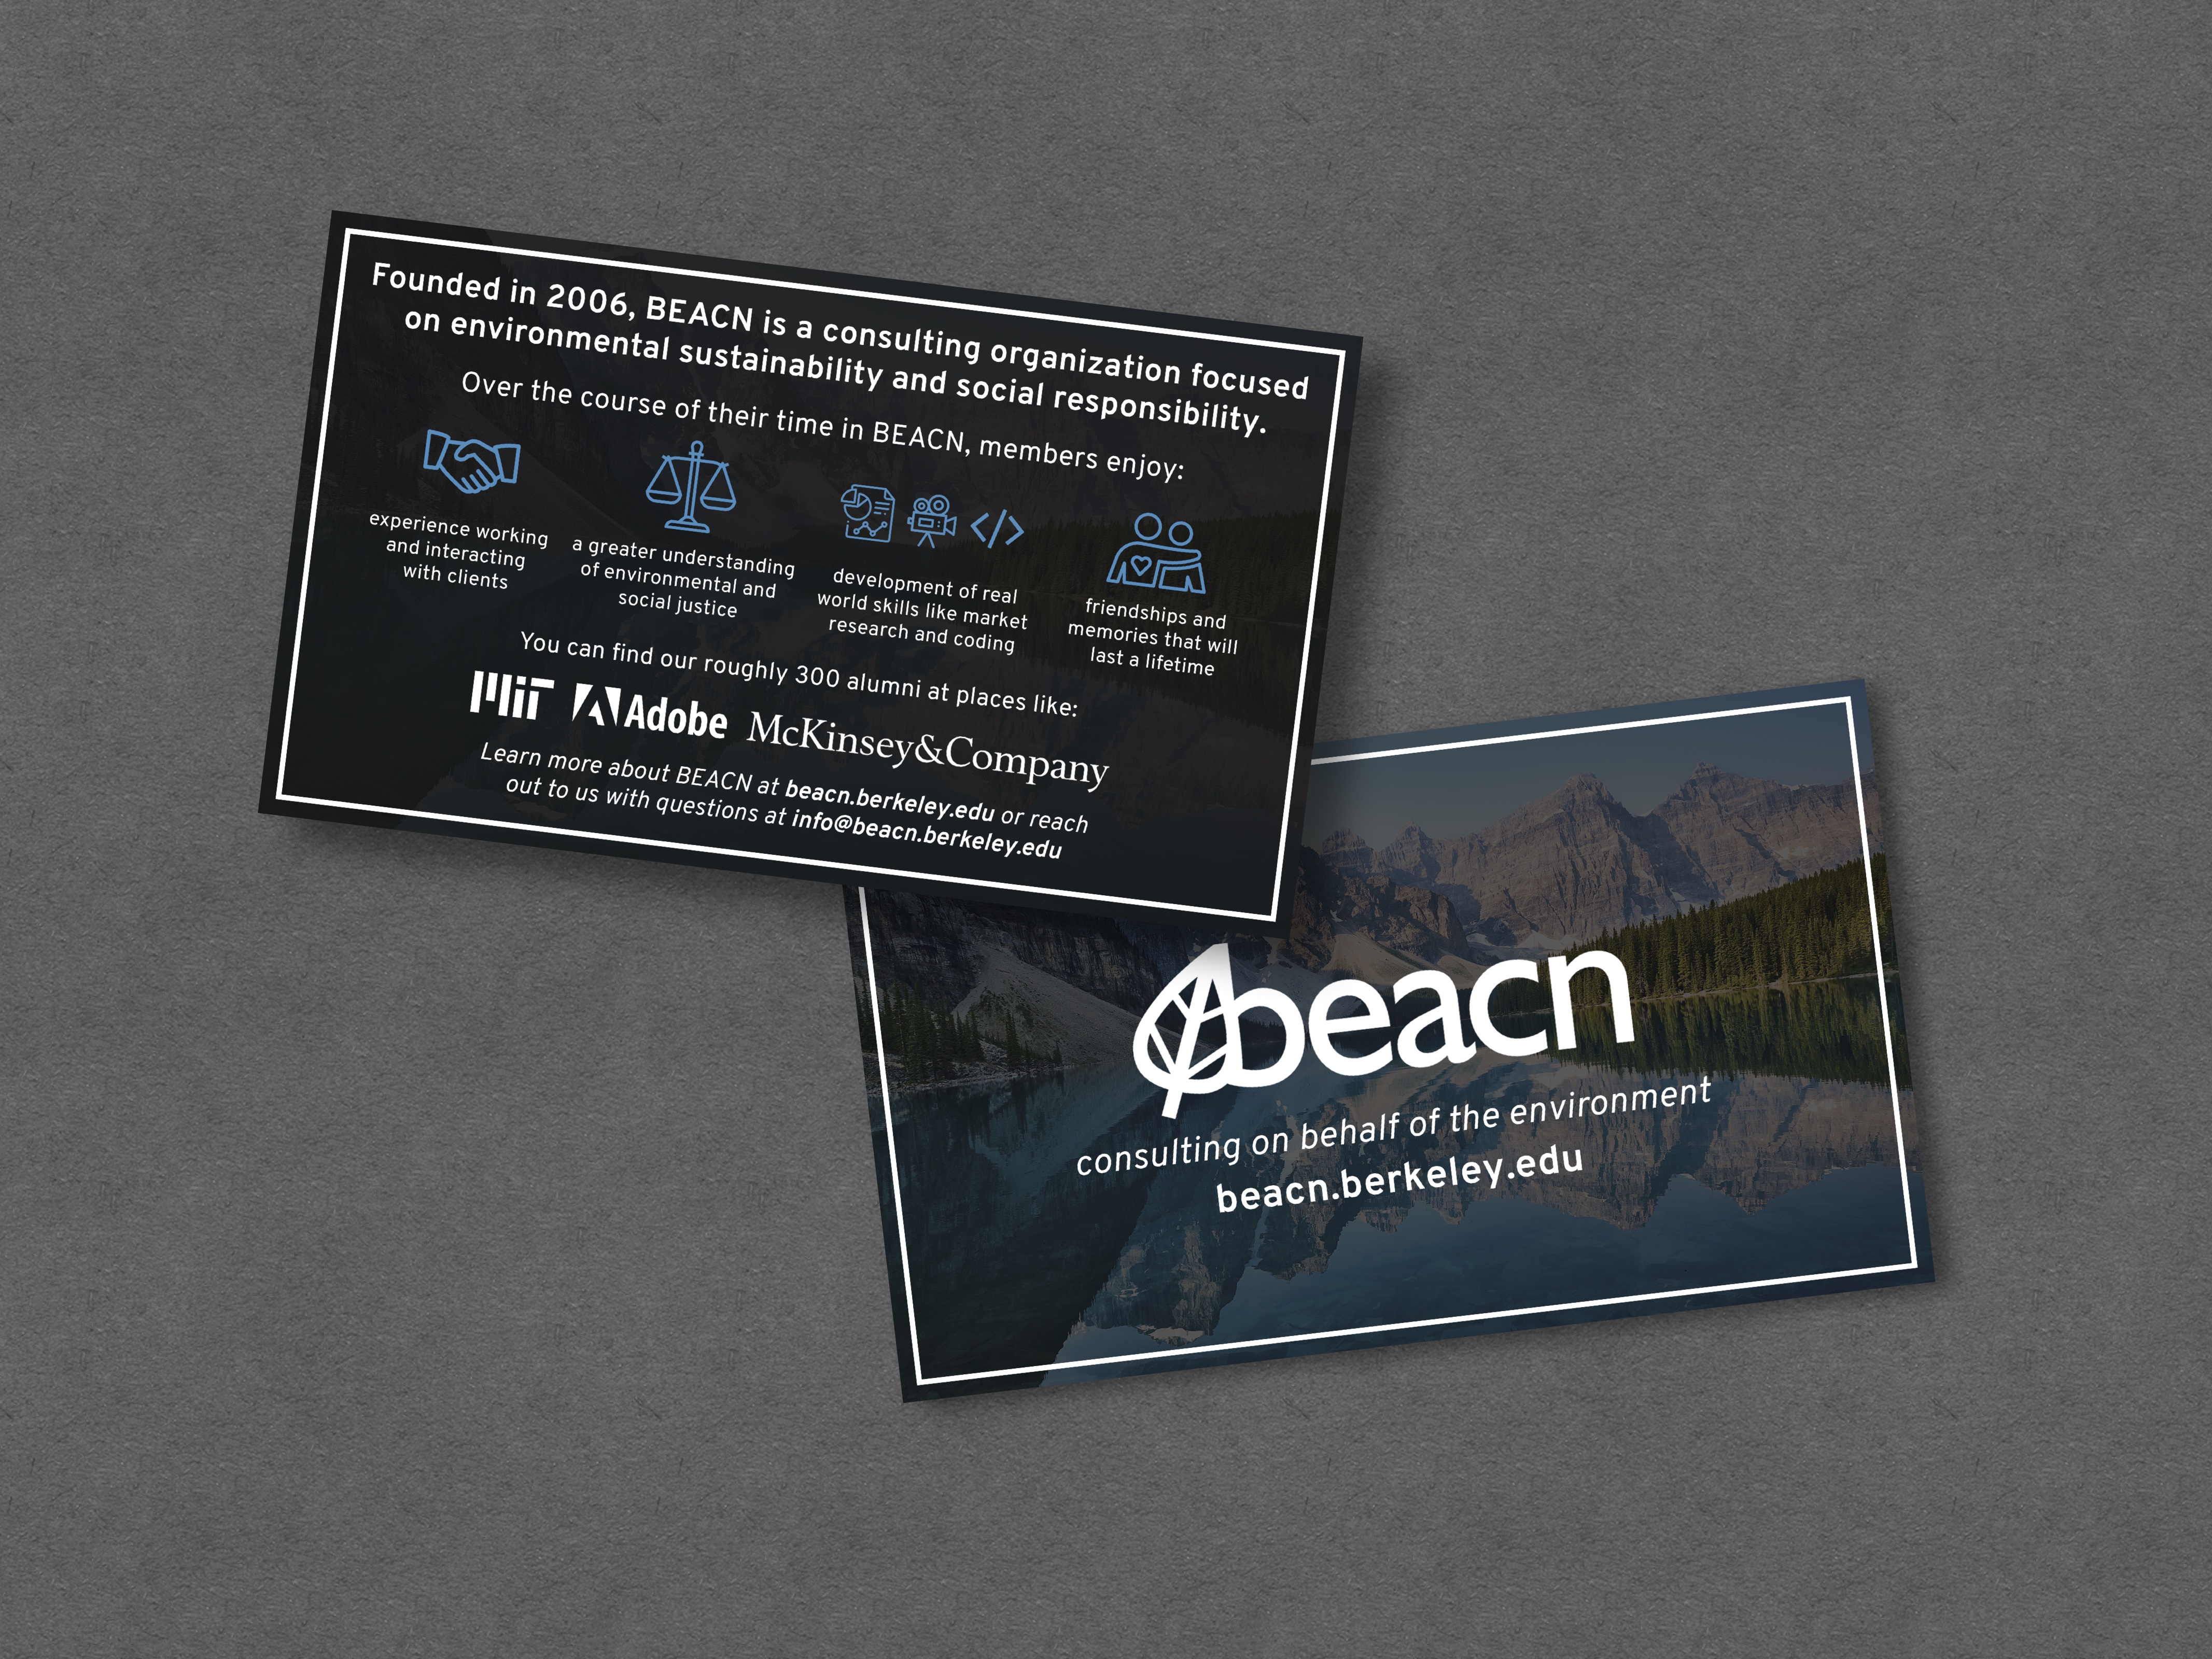 Founded in 2006, BEACN is a consulting organization focused
on environmental sustainability and social responsibility.
Over the course of their time in BEACN, members enjoy:
experience working
and interacting
with clients
a greater understanding
of environmental and
social justice
</>
development of real
world skills like market
research and coding
friendships and
memories that will
last a lifetime
You can find our roughly 300 alumni at places like:
MIT Adobe McKinsey&Company
Learn more about BEACN at beacn.berkeley.edu or reach
out to us with questions at info@beacn.berkeley.edu
beacn
consulting on behalf of the environment
beacn.berkeley.edu